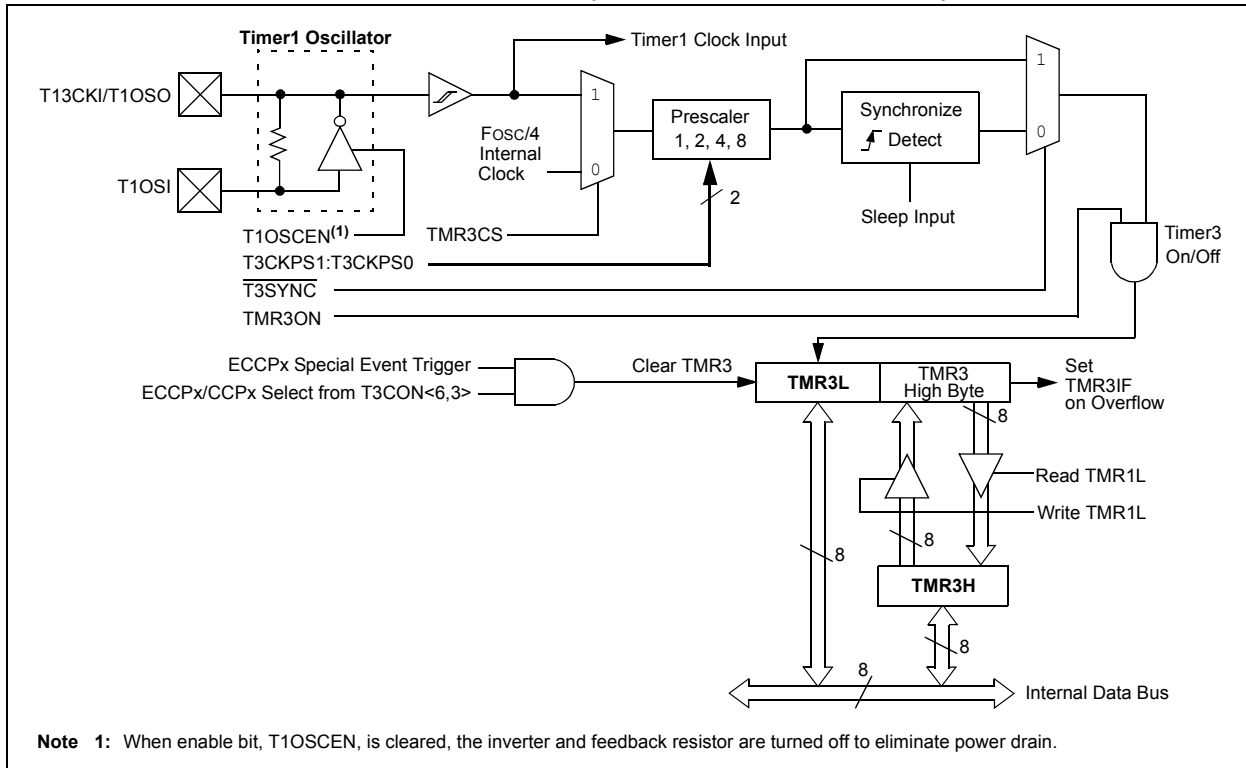 Timer1 Oscillator
Timer1 Clock Input
T13CKI/T1OSO
1
FOSC/4
Internal
Clock
0
Prescaler
1, 2, 4, 8
Synchronize
Detect
1
0
T1OSI
2
Sleep Input
T1OSCEN(1)
TMR3CS
Timer3
On/Off
T3CKPS1:T3CKPS0
T3SYNC
TMR3ON
ECCPx Special Event Trigger
ECCPx/CCPx Select from T3CON<6,3>
Clear TMR3
TMR3L
TMR3
High Byte
Set
TMR3IF
on Overflow
8
Read TMR1L
Write TMR1L
8
8
TMR3H
8
8
Internal Data Bus
Note 1: When enable bit, T1OSCEN, is cleared, the inverter and feedback resistor are turned off to eliminate power drain.